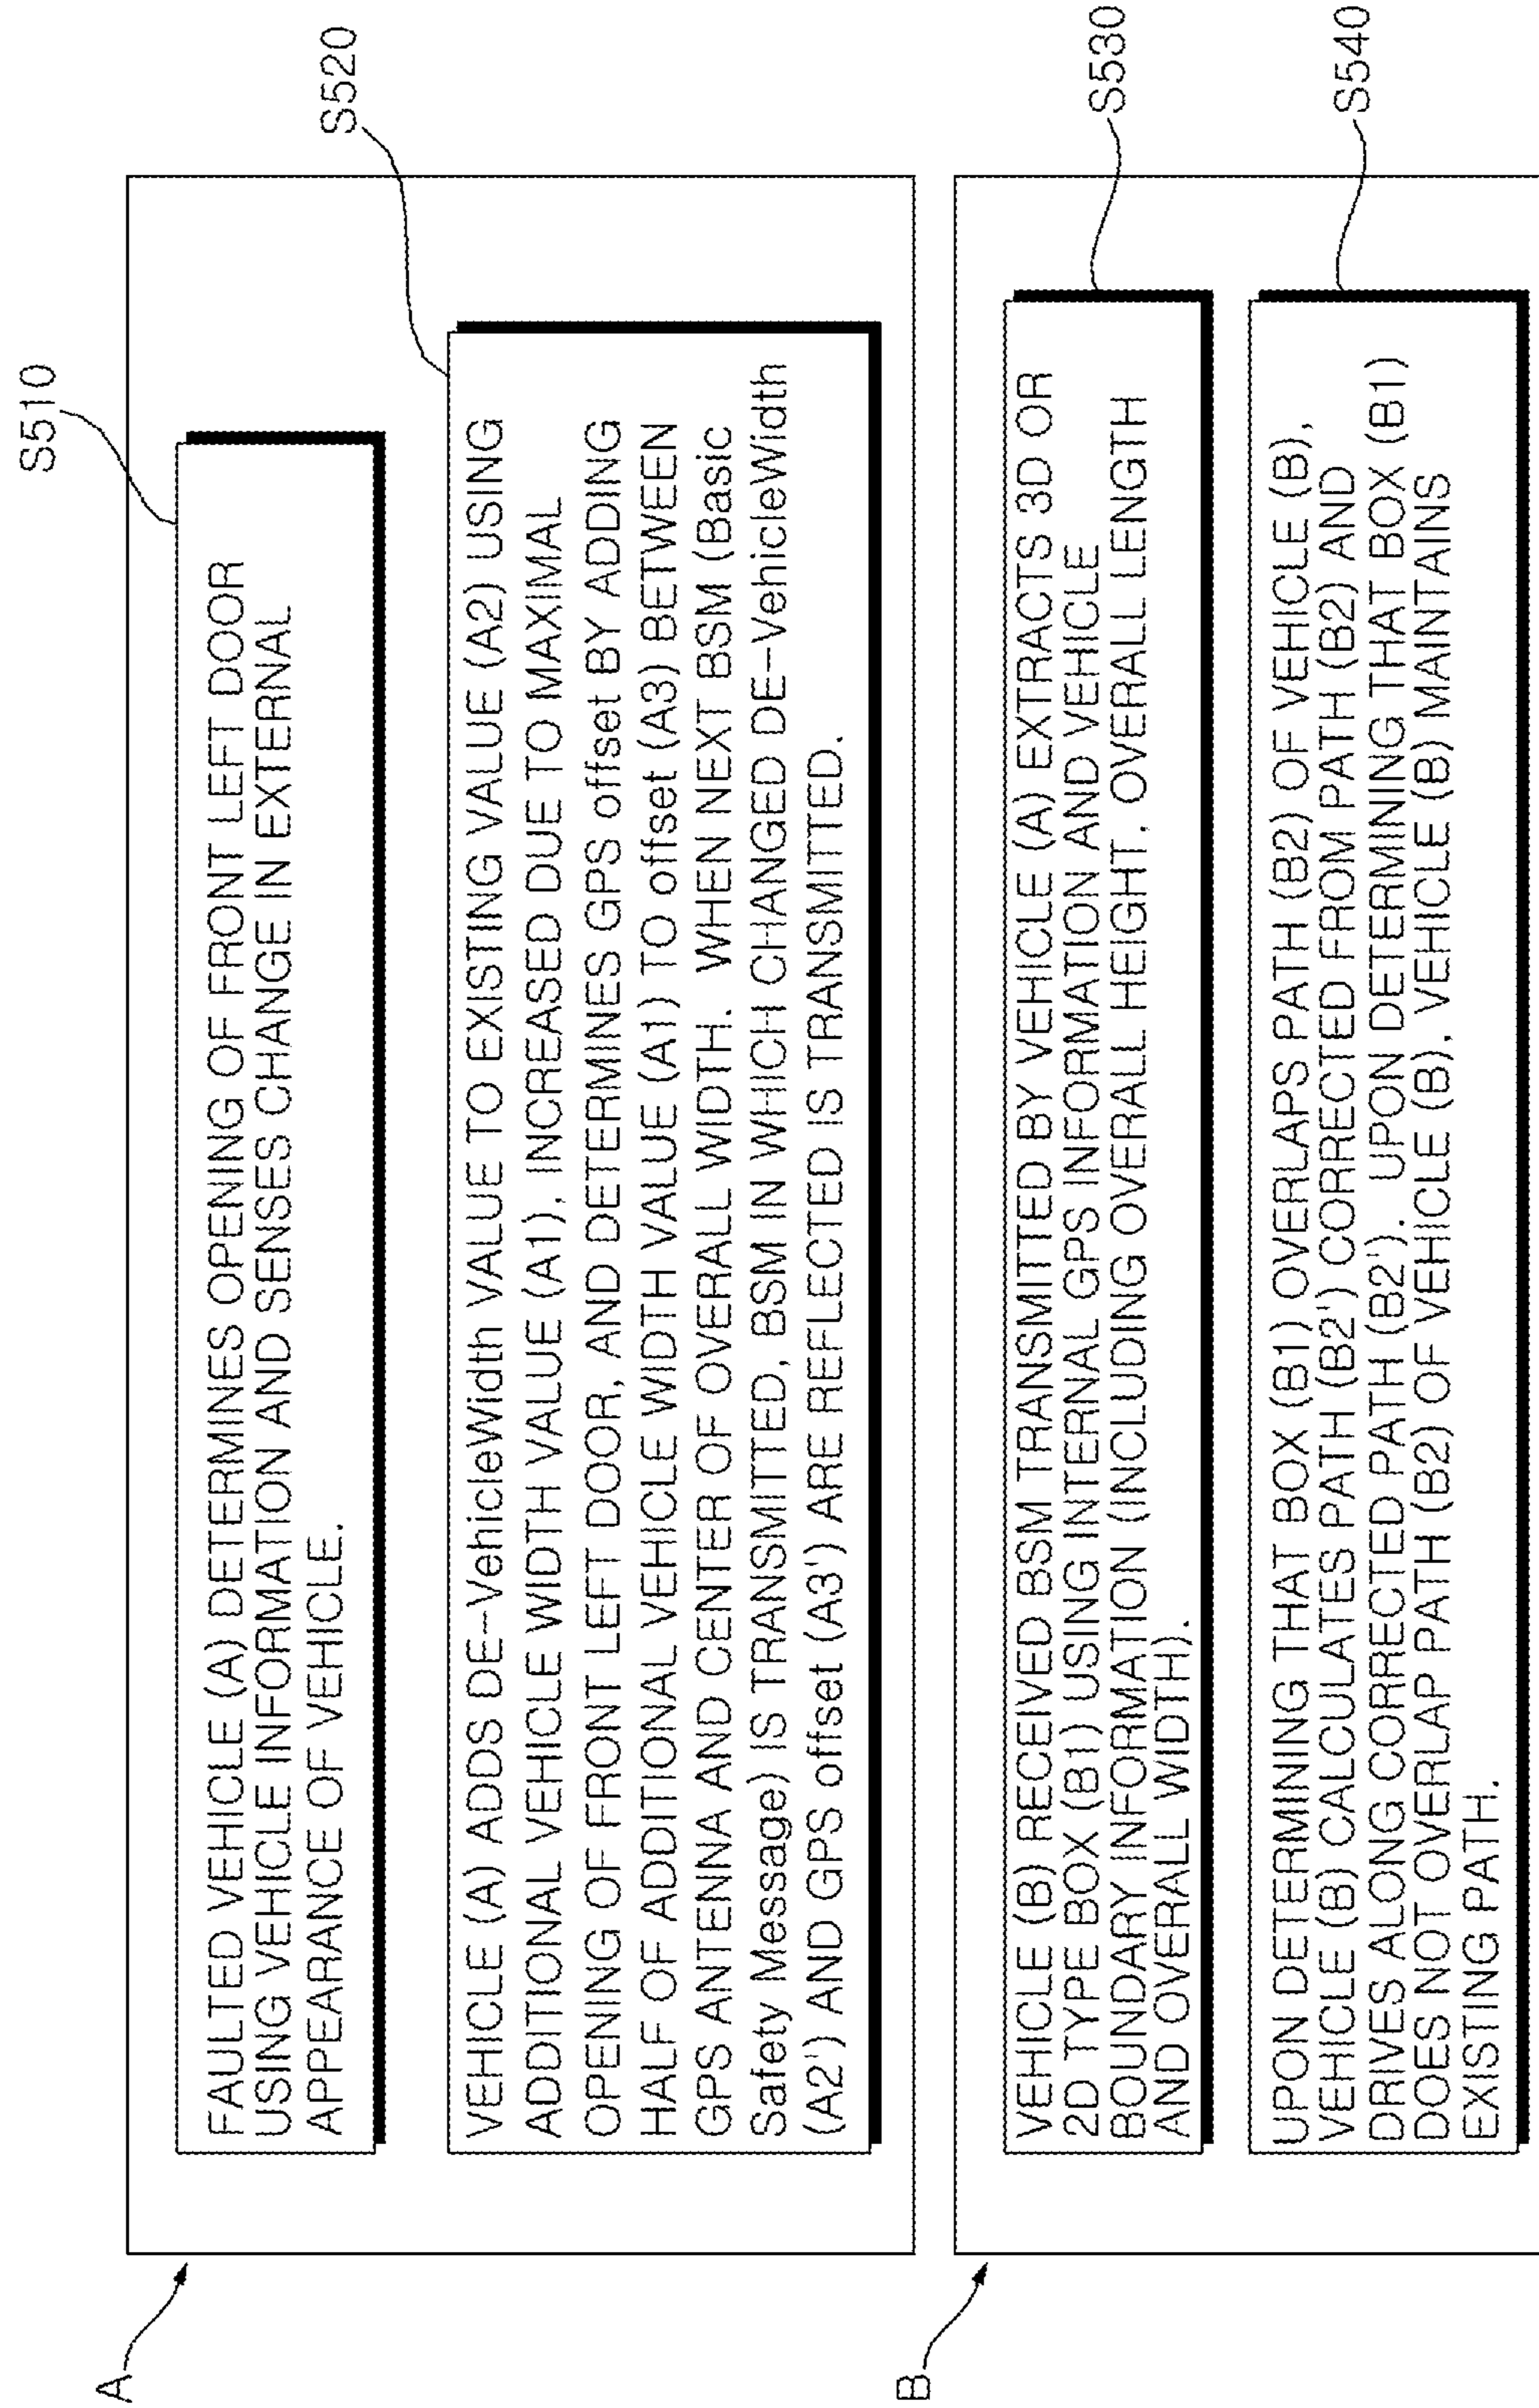 A
S510
FAULTED VEHICLE (A) DETERMINES OPENING OF FRONT LEFT DOOR
USING VEHICLE INFORMATION AND SENSES CHANGE IN EXTERNAL
APPEARANCE OF VEHICLE.
S520
VEHICLE (A) ADDS DE-VehicleWidth VALUE TO EXISTING VALUE (A2) USING
ADDITIONAL VEHICLE WIDTH VALUE (A1), INCREASED DUE TO MAXIMAL
OPENING OF FRONT LEFT DOOR, AND DETERMINES GPS offset BY ADDING
HALF OF ADDITIONAL VEHICLE WIDTH VALUE (A1) TO offset (A3) BETWEEN
GPS ANTENNA AND CENTER OF OVERALL WIDTH. WHEN NEXT BSM (Basic
Safety Message) IS TRANSMITTED, BSM IN WHICH CHANGED DE-VehicleWidth
(A2') AND GPS offset (A3') ARE REFLECTED IS TRANSMITTED.
B
S530
VEHICLE (B) RECEIVED BSM TRANSMITTED BY VEHICLE (A) EXTRACTS 3D OR
2D TYPE BOX (B1) USING INTERNAL GPS INFORMATION AND VEHICLE
BOUNDARY INFORMATION (INCLUDING OVERALL HEIGHT, OVERALL LENGTH
AND OVERALL WIDTH).
S540
UPON DETERMINING THAT BOX (B1) OVERLAPS PATH (B2) OF VEHICLE (B),
VEHICLE (B) CALCULATES PATH (B2') CORRECTED FROM PATH (B2) AND
DRIVES ALONG CORRECTED PATH (B2'). UPON DETERMINING THAT BOX (B1)
DOES NOT OVERLAP PATH (B2) OF VEHICLE (B), VEHICLE (B) MAINTAINS
EXISTING PATH.